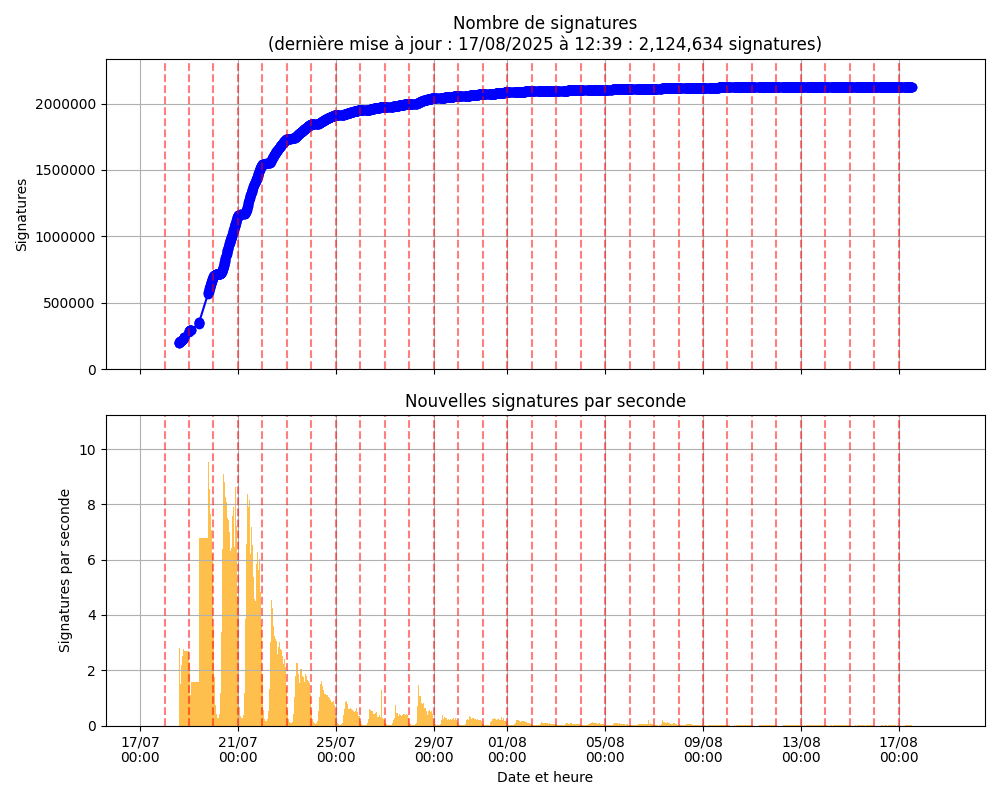 Nombre de signatures
(dernière mise à jour : 17/08/2025 à 12:39 : 2,124,634 signatures)
Signatures
2000000
1500000
1000000
500000
0
Nouvelles signatures par seconde
Signatures par seconde
10
8
6
4
2
0
17/07 21/07 25/07 29/07 01/08 05/08 09/08 13/08 17/08
00:00 00:00 00:00 00:00 00:00 00:00 00:00 00:00 00:00
Date et heure